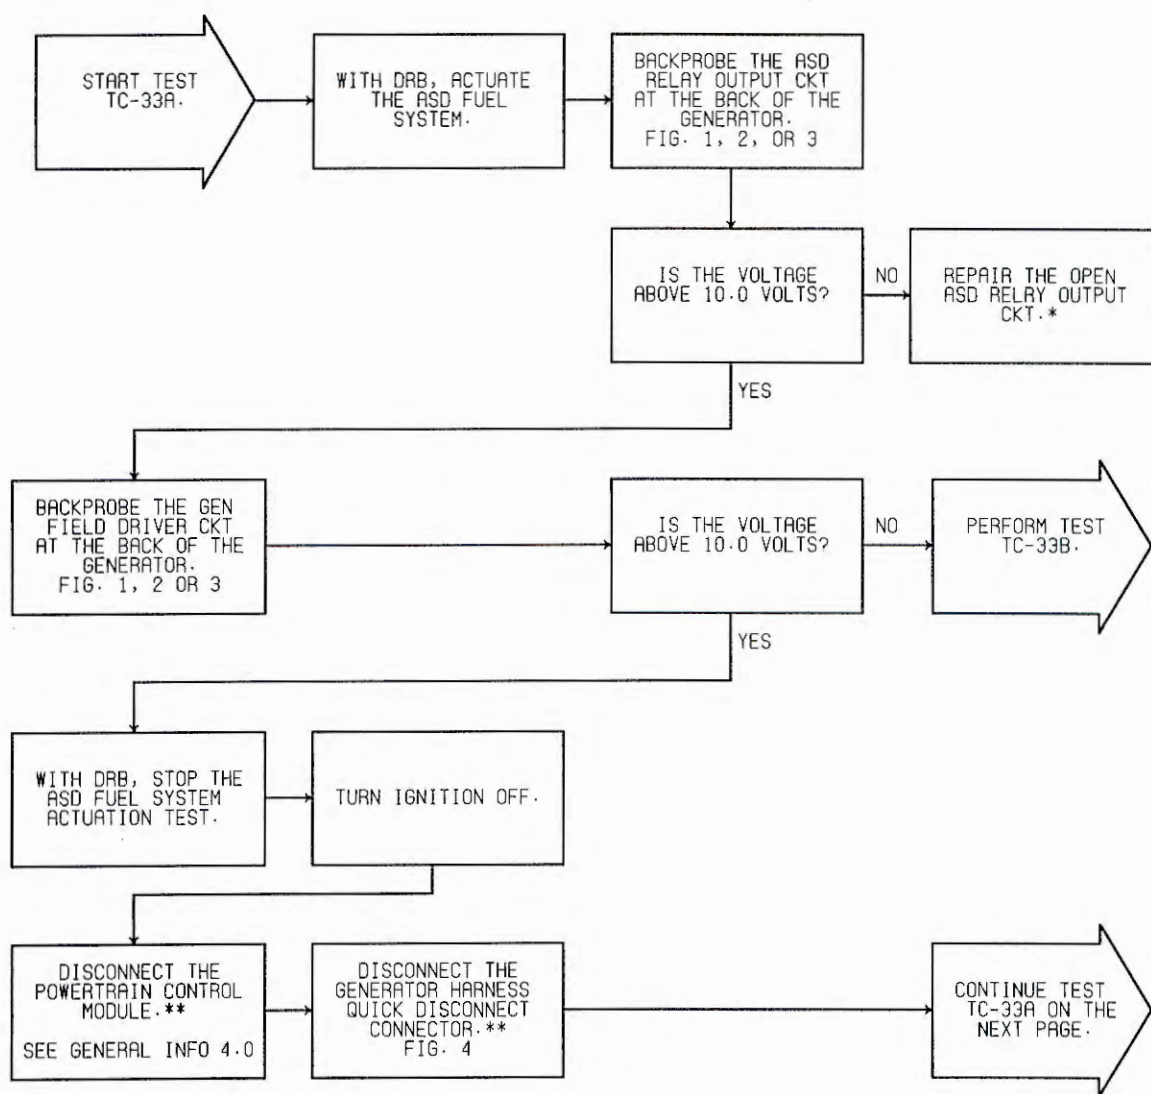 START TEST
TC-33A.
WITH DRB, ACTUATE
THE ASD FUEL
SYSTEM.
BACKPROBE THE ASD
RELAY OUTPUT CKT
AT THE BACK OF THE
GENERATOR.
FIG. 1, 2, OR 3
IS THE VOLTAGE
ABOVE 10.0 VOLTS?
NO
REPAIR THE OPEN
ASD RELAY OUTPUT
CKT.*
YES
BACKPROBE THE GEN
FIELD DRIVER CKT
AT THE BACK OF THE
GENERATOR.
FIG. 1, 2 OR 3
IS THE VOLTAGE
ABOVE 10.0 VOLTS?
NO
PERFORM TEST
TC-33B.
YES
WITH DRB, STOP THE
ASD FUEL SYSTEM
ACTUATION TEST.
TURN IGNITION OFF.
DISCONNECT THE
POWERTRAIN CONTROL
MODULE.**
SEE GENERAL INFO 4.0
DISCONNECT THE
GENERATOR HARNESS
QUICK DISCONNECT
CONNECTOR.**
FIG. 4
CONTINUE TEST
TC-33A ON THE
NEXT PAGE.